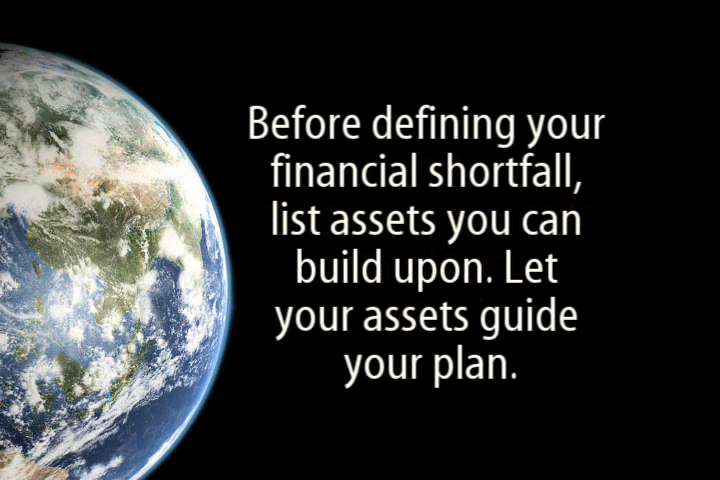 Before defining your
financial shortfall,
list assets you can
build upon. Let
your assets guide
your plan.